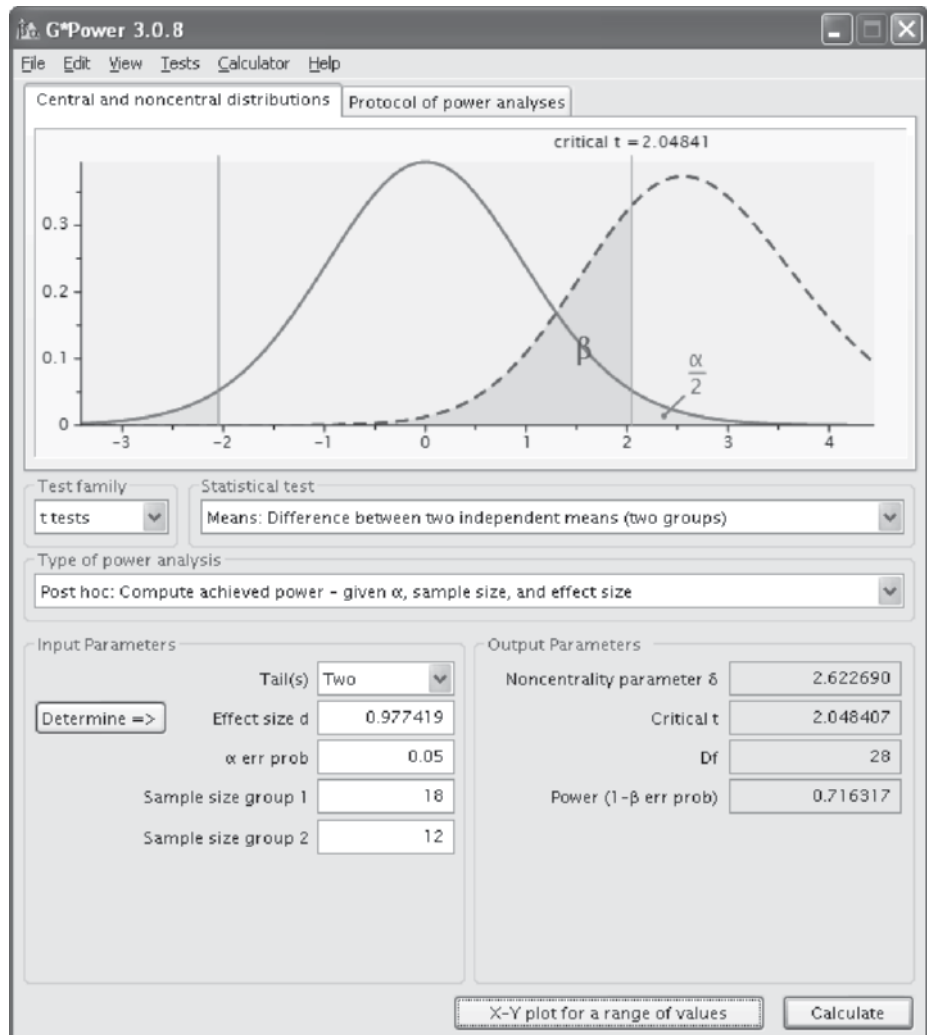 G*Power 3.0.8
File Edit View Tests Calculator Help
Central and noncentral distributions Protocol of power analyses
critical t = 2.04841
0.3
0.2
0.1
0
β
α
2
-3 -2 -1 0 1 2 3 4
Test family Statistical test
t tests Means: Difference between two independent means (two groups)
Type of power analysis
Post hoc: Compute achieved power - given α, sample size, and effect size
Input Parameters Output Parameters
Tail(s) Two Noncentrality parameter δ 2.622690
Determine => Effect size d 0.977419 Critical t 2.048407
α err prob 0.05 Df 28
Sample size group 1 18 Power (1-β err prob) 0.716317
Sample size group 2 12
X-Y plot for a range of values Calculate